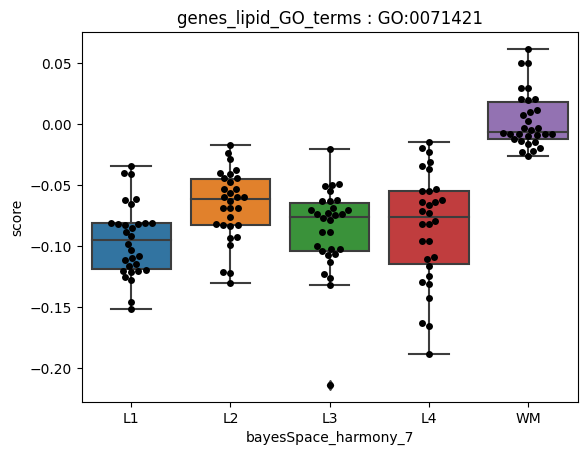 genes_lipid_GO_terms : GO:0071421
0.05
0.00
−0.05
−0.10
−0.15
−0.20
score
L1 L2 L3 L4 WM
bayesSpace_harmony_7